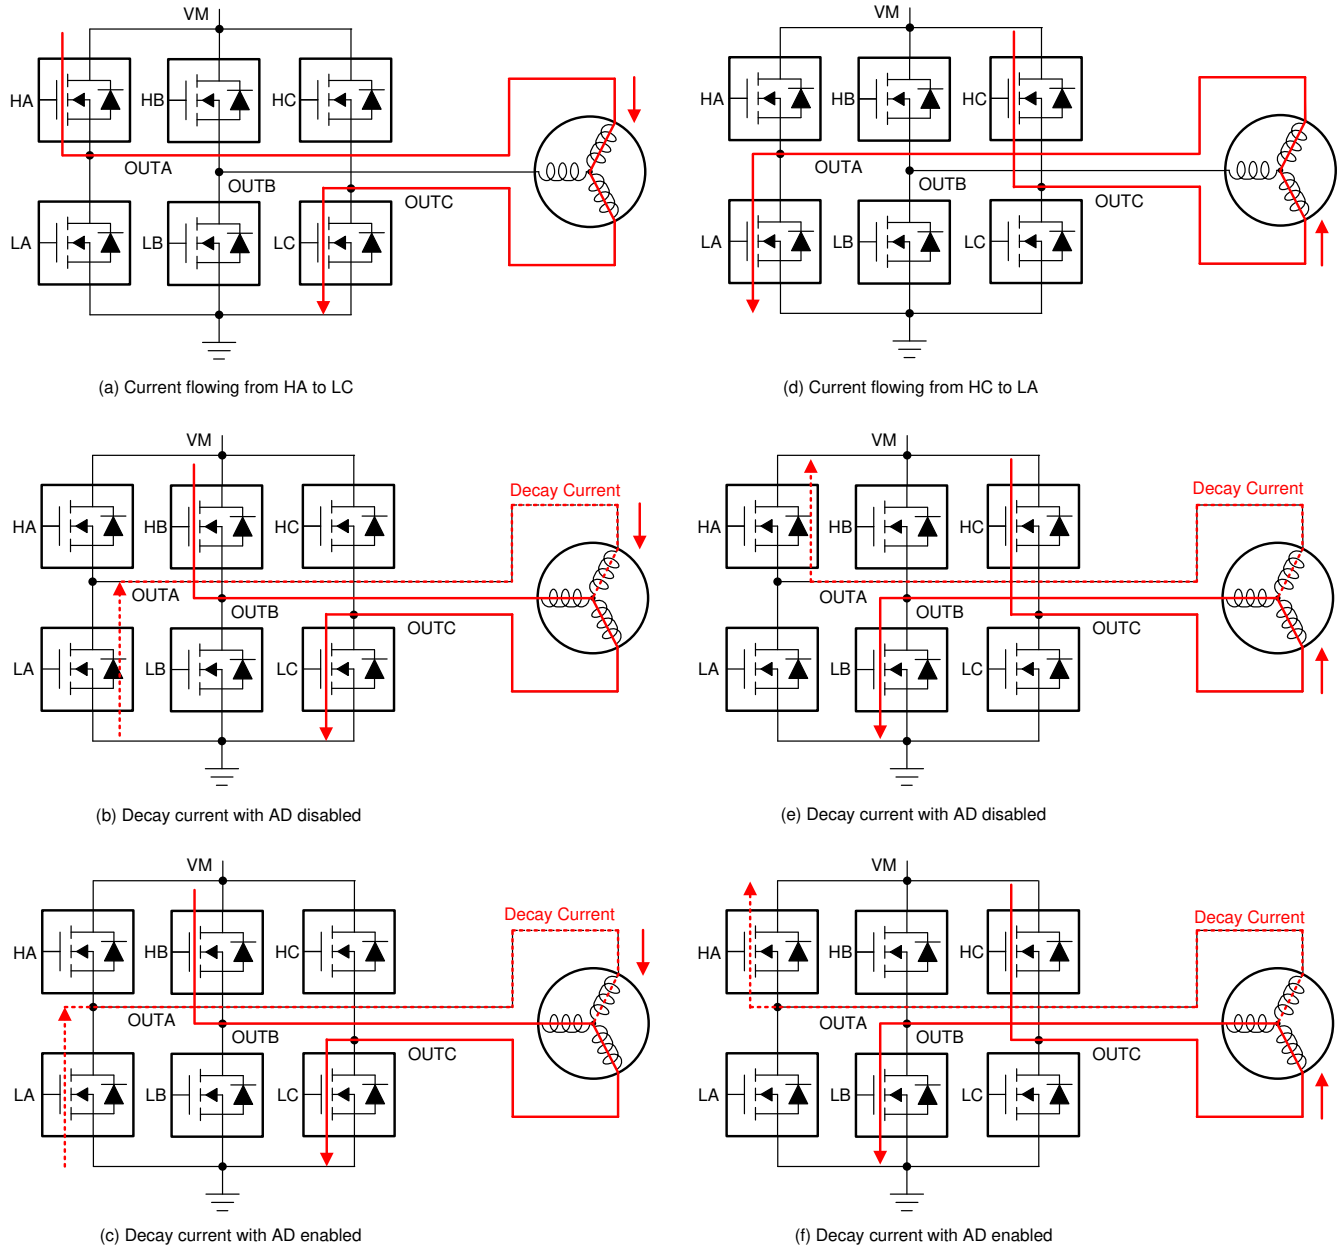 VM
HA
HB
HC
OUTA
OUTB
OUTC
LA
LB
LC
(a) Current flowing from HA to LC
VM
HA
HB
HC
OUTA
OUTB
OUTC
LA
LB
LC
(d) Current flowing from HC to LA
VM
Decay Current
HA
HB
HC
OUTA
OUTB
OUTC
LA
LB
LC
(b) Decay current with AD disabled
VM
Decay Current
HA
HB
HC
OUTA
OUTB
OUTC
LA
LB
LC
(e) Decay current with AD disabled
VM
Decay Current
HA
HB
HC
OUTA
OUTB
OUTC
LA
LB
LC
(c) Decay current with AD enabled
VM
Decay Current
HA
HB
HC
OUTA
OUTB
OUTC
LA
LB
LC
(f) Decay current with AD enabled